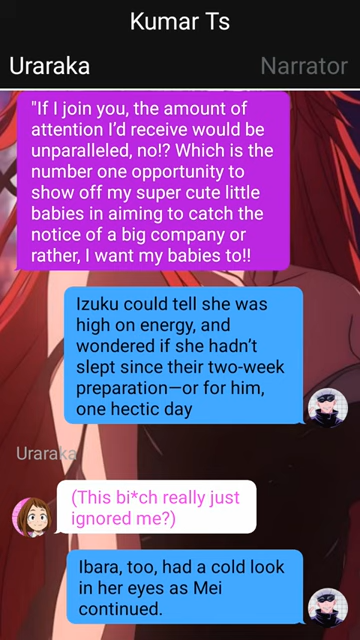 Kumar Ts
Uraraka
Narrator
"If I join you, the amount of
attention I’d receive would be
unparalleled, no!? Which is the
number one opportunity to
show off my super cute little
babies in aiming to catch the
notice of a big company or
rather, I want my babies to!!
Izuku could tell she was
high on energy, and
wondered if she hadn’t
slept since their two-week
preparation—or for him,
one hectic day
Uraraka
(This bi*ch really just
ignored me?)
Ibara, too, had a cold look
in her eyes as Mei
continued.